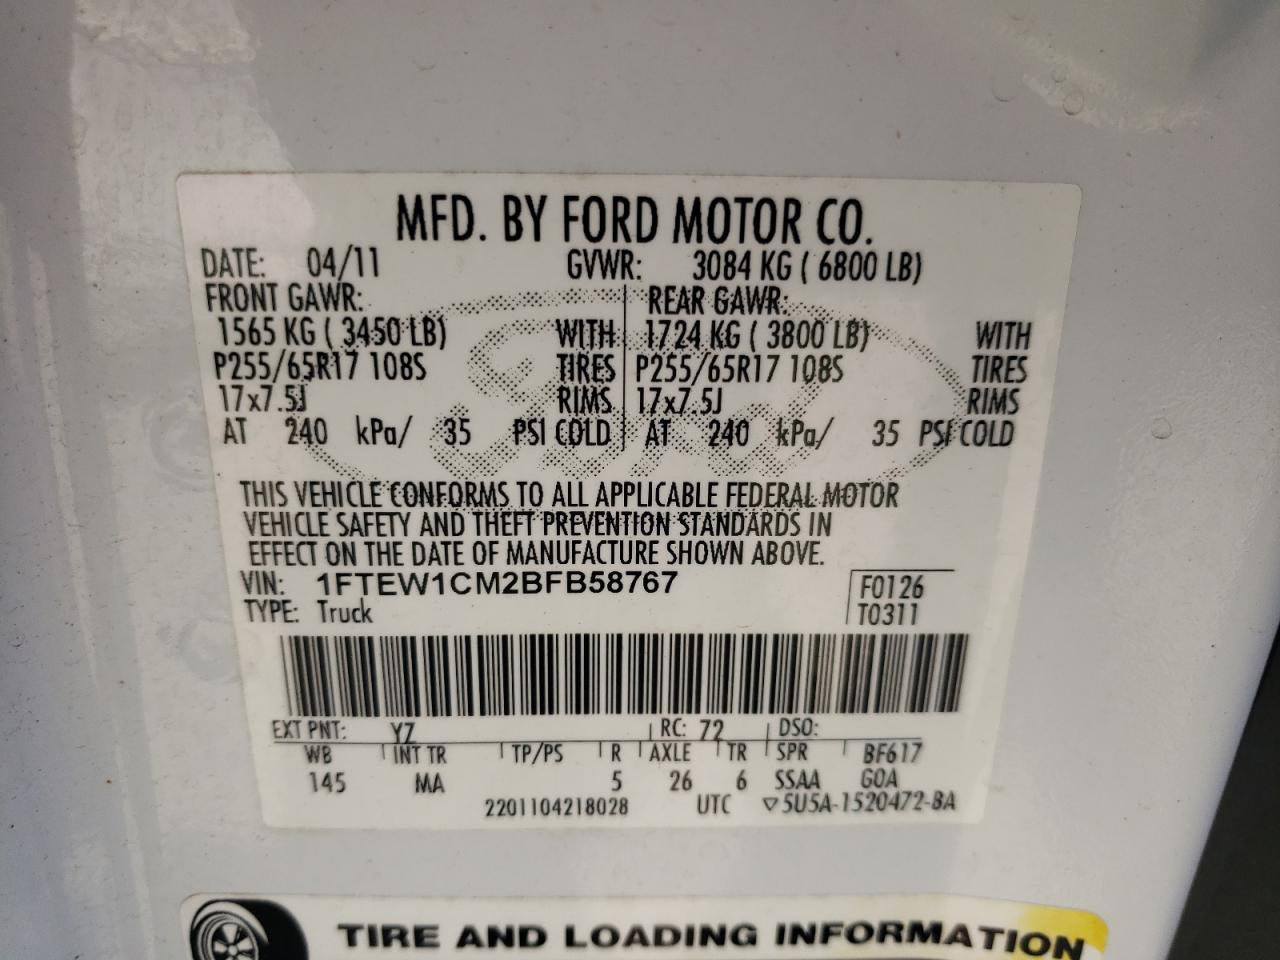 MFD. BY FORD MOTOR CO.
DATE: 04/11 GVWR: 3084 KG ( 6800 LB)
FRONT GAWR: REAR GAWR:
1565 KG ( 3450 LB) WITH 1724 KG ( 3800 LB) WITH
P255/65R17 108S TIRES P255/65R17 108S TIRES
17x7.5J RIMS 17x7.5J RIMS
AT 240 kPa/ 35 PSI COLD AT 240 kPa/ 35 PSI COLD
Ford
THIS VEHICLE CONFORMS TO ALL APPLICABLE FEDERAL MOTOR
VEHICLE SAFETY AND THEFT PREVENTION STANDARDS IN
EFFECT ON THE DATE OF MANUFACTURE SHOWN ABOVE.
VIN: 1FTEW1CM2BFB58767 F0126
TYPE: Truck T0311
EXT PNT: YZ RC: 72 DSO:
WB INT TR TP/PS R AXLE TR SPR BF617
145 MA 5 26 6 SSAA GOA
2201104218028 UTC ▽5U5A-1520472-BA
TIRE AND LOADING INFORMATION